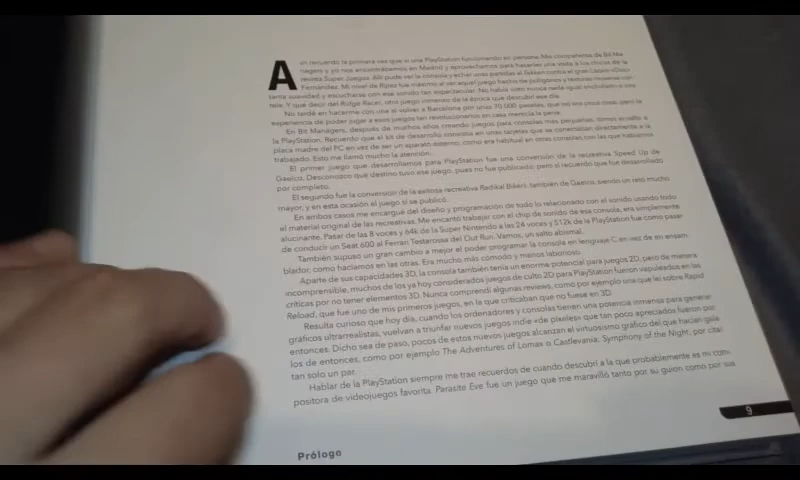 Aún recuerdo la primera vez que vi una PlayStation funcionando en persona. Mis compañeros de Bit Ma-
nagers y yo nos encontrábamos en Madrid y aprovechamos para hacerles una visita a los chicos de la
revista Super Juegos. Allí pude ver la consola y echar unas partidas al Tekken contra el gran
Fernández. Mi nivel de flipez fue máximo al ver aquel juego hecho de polígonos y texturas moverse con
tanta suavidad y escucharse con ese sonido tan espectacular. No había visto nunca nada igual enchufado a una
tele. Y qué decir del Ridge Racer, otro juego inmenso de la época que descubrí ese día.
No tardé en hacerme con una al volver a Barcelona por unas 70.000 pesetas, que no era poca cosa, pero la
experiencia de poder jugar a esos juegos tan revolucionarios en casa merecía la pena.
En Bit Managers, después de muchos años creando juegos para consolas más pequeñas, dimos el salto a
la PlayStation. Recuerdo que el kit de desarrollo consistía en unas tarjetas que se conectaban directamente a la
placa madre del PC en vez de ser un aparato externo, como era habitual en otras consolas con las que habíamos
trabajado. Esto me llamó mucho la atención.
El primer juego que desarrollamos para PlayStation fue una conversión de la recreativa Speed Up de
Gaelco. Desconozco qué destino tuvo ese juego, pues no fue publicado, pero sí recuerdo que fue desarrollado
por completo.
El segundo fue la conversión de la exitosa recreativa Radikal Bikers, también de Gaelco, siendo un reto mucho
mayor, y en esta ocasión el juego sí se publicó.
En ambos casos me encargué del diseño y programación de todo lo relacionado con el sonido usando todo
el material original de las recreativas. Me encantó trabajar con el chip de sonido de esa consola, era simplemente
alucinante. Pasar de las 8 voces y 64k de la Super Nintendo a las 24 voces y 512k de la PlayStation fue como pasar
de conducir un Seat 600 al Ferrari Testarossa del Out Run. Vamos, un salto abismal.
También supuso un gran cambio a mejor el poder programar la consola en lenguaje C en vez de en ensam-
blador, como hacíamos en las otras. Era mucho más cómodo y menos laborioso.
Aparte de sus capacidades 3D, la consola también tenía un enorme potencial para juegos 2D, pero de manera
incomprensible, muchos de los ya hoy considerados juegos de culto 2D para PlayStation fueron vapuleados en las
críticas por no tener elementos 3D. Nunca comprendí algunas reviews, como por ejemplo una que leí sobre Rapid
Reload, que fue uno de mis primeros juegos, en la que criticaban que no fuese en 3D.
Resulta curioso que hoy día, cuando los ordenadores y consolas tienen una potencia inmensa para generar
gráficos ultrarrealistas, vuelvan a triunfar nuevos juegos indie «de píxeles» que tan poco apreciados fueron por
entonces. Dicho sea de paso, pocos de estos nuevos juegos alcanzan el virtuosismo gráfico del que hacían gala
los de entonces, como por ejemplo The Adventures of Lomax o Castlevania: Symphony of the Night, por citar
tan solo un par.
Hablar de la PlayStation siempre me trae recuerdos de cuando descubrí a la que probablemente es mi com-
positora de videojuegos favorita. Parasite Eve fue un juego que me maravilló tanto por su guion como por sus
9
Prólogo